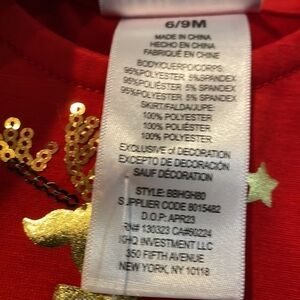 6/9M
MADE IN CHINA
HECHO EN CHINA
FABRIQUÉ EN CHINE
BODY/CUERPO/CORPS:
95%POLYESTER 5% SPANDEX
95%POLIÉSTER 5% SPANDEX
95%POLYESTER 5% SPANDEX
SKIRT/FALDA/JUPE:
100% POLYESTER
100% POLIÉSTER
100% POLYESTER
EXCLUSIVE of DECORATION
EXCEPTO DE DECORACIÓN
SAUF DÉCORATION
STYLE: BBHGH80
SUPPLIER CODE 8015482
D.O.P: APR23
RN# 130323 CA#50224
KHQ INVESTMENT LLC
350 FIFTH AVENUE
NEW YORK, NY 10118